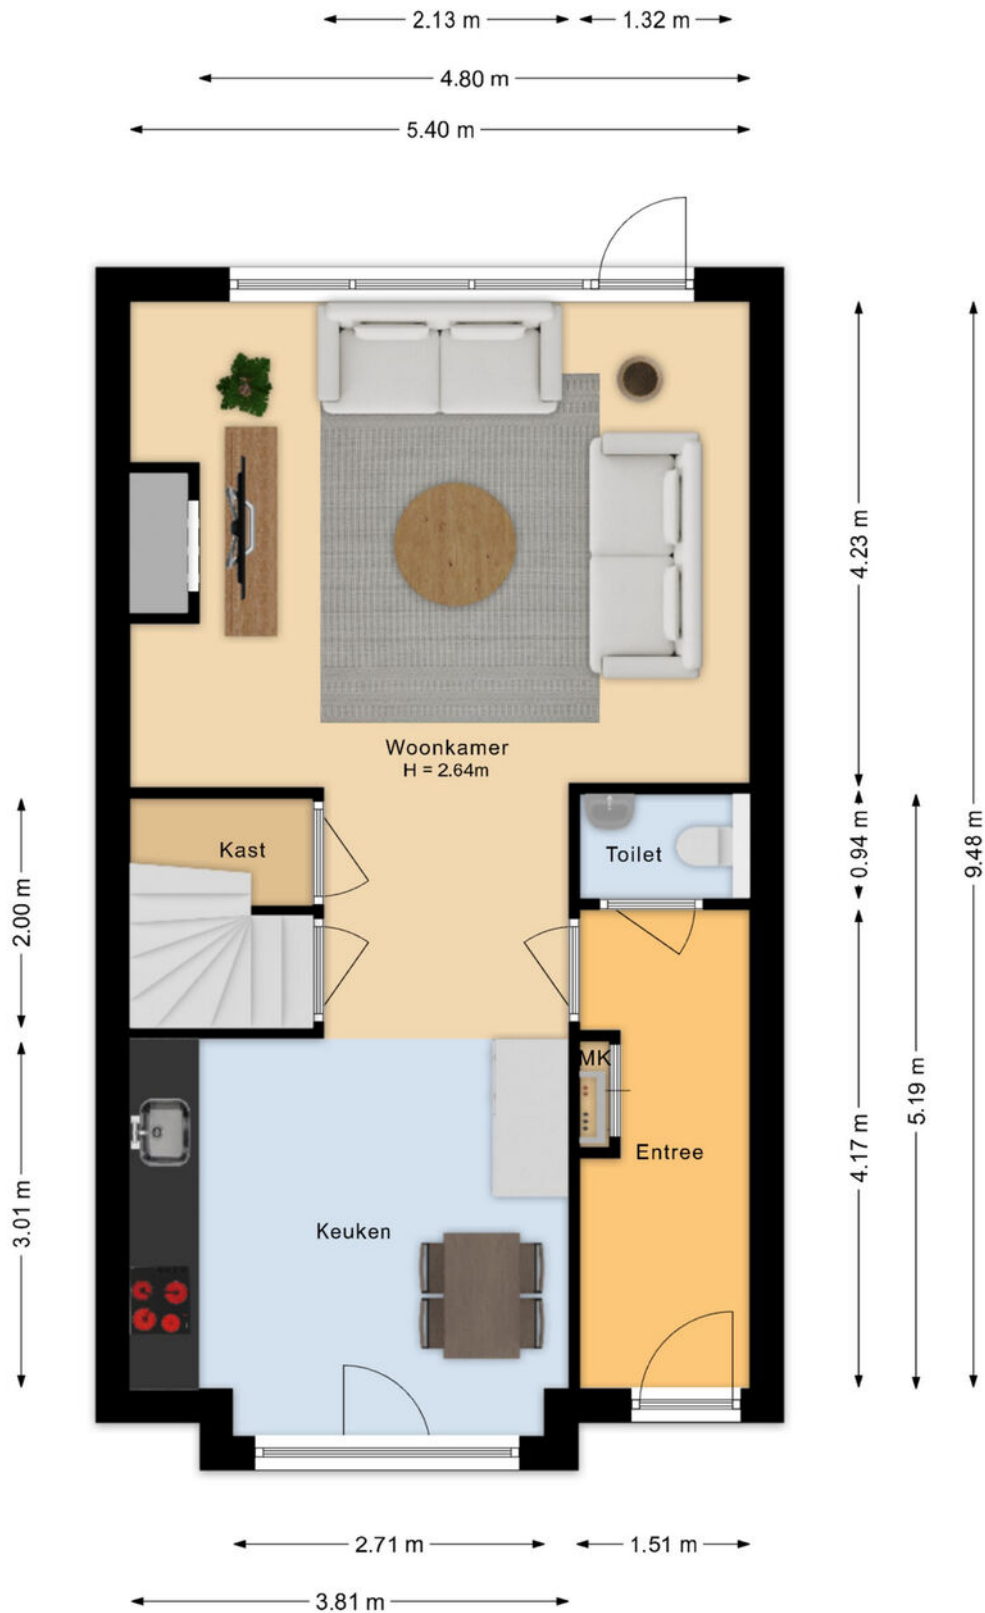 2.13 m
1.32 m
4.80 m
5.40 m
Woonkamer
H = 2.64m
4.23 m
9.48 m
Kast
Toilet
0.94 m
2.00 m
MK
5.19 m
Entree
4.17 m
3.01 m
Keuken
2.71 m
1.51 m
3.81 m